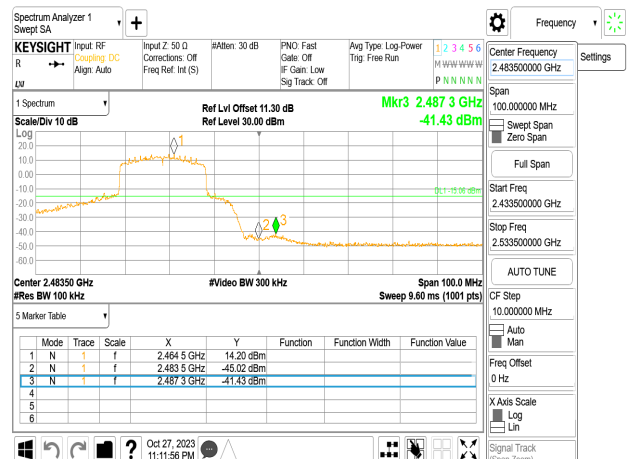 Spectrum Analyzer 1
Swept SA
Frequency
KEYSIGHT Input: RF Input Z: 50 Ω #Atten: 30 dB PNO: Fast Avg Type: Log-Power 1 2 3 4 5 6
R Coupling: DC Corrections: Off Gate: Off Trig: Free Run M W W W W W
Align: Auto Freq Ref: Int (S) IF Gain: Low
Sig Track: Off P N N N N N
LXI
1 Spectrum
Ref Lvl Offset 11.30 dB Mkr3 2.487 3 GHz
Scale/Div 10 dB Ref Level 30.00 dBm -41.43 dBm
Log
20.0
10.0
0.00
-10.0
-20.0
-30.0
-40.0
-50.0
-60.0
1
2
3
Center 2.48350 GHz #Video BW 300 kHz Span 100.0 MHz
#Res BW 100 kHz Sweep 9.60 ms (1001 pts)
5 Marker Table
Mode Trace Scale X Y Function Function Width Function Value
1 N 1 f 2.464 5 GHz 14.20 dBm
2 N 1 f 2.483 5 GHz -45.02 dBm
3 N 1 f 2.487 3 GHz -41.43 dBm
4
5
6
Oct 27, 2023
11:11:56 PM
?
Center Frequency
2.483500000 GHz
Settings
Span
100.000000 MHz
Swept Span
Zero Span
Full Span
Start Freq
2.433500000 GHz
Stop Freq
2.533500000 GHz
AUTO TUNE
CF Step
10.000000 MHz
Auto
Man
Freq Offset
0 Hz
X Axis Scale
Log
Lin
Signal Track
(Span Zoom)